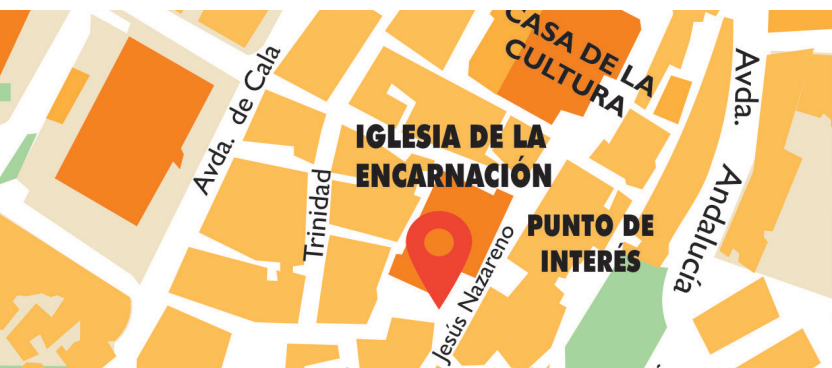 CASA DE LA
CULTURA
Avda. de Cala
Avda. Andalucía
IGLESIA DE LA
ENCARNACIÓN
Trinidad
PUNTO DE
INTERÉS
Jesús Nazareno